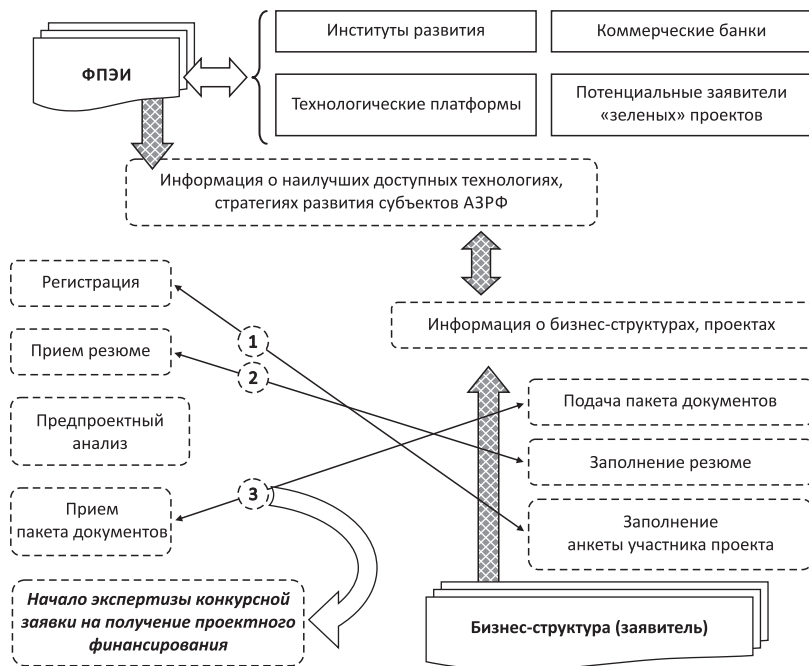 ФПЭИ
Институты развития
Коммерческие банки
Технологические платформы
Потенциальные заявители
«зеленых» проектов
Информация о наилучших доступных технологиях,
стратегиях развития субъектов АЗРФ
Регистрация
Информация о бизнес-структурах, проектах
1
Прием резюме
2
Подача пакета документов
Предпроектный
анализ
Заполнение резюме
3
Прием
пакета документов
Заполнение
анкеты участника проекта
Начало экспертизы конкурсной
заявки на получение проектного
финансирования
Бизнес-структура (заявитель)